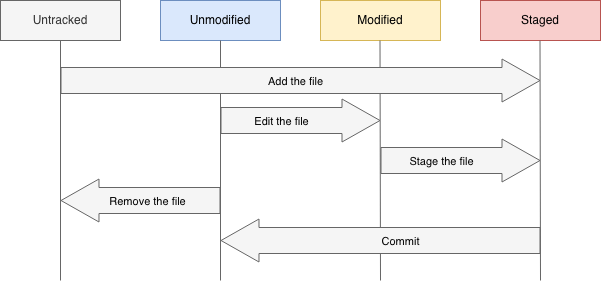 Untracked
Unmodified
Modified
Staged
Add the file
Edit the file
Stage the file
Remove the file
Commit